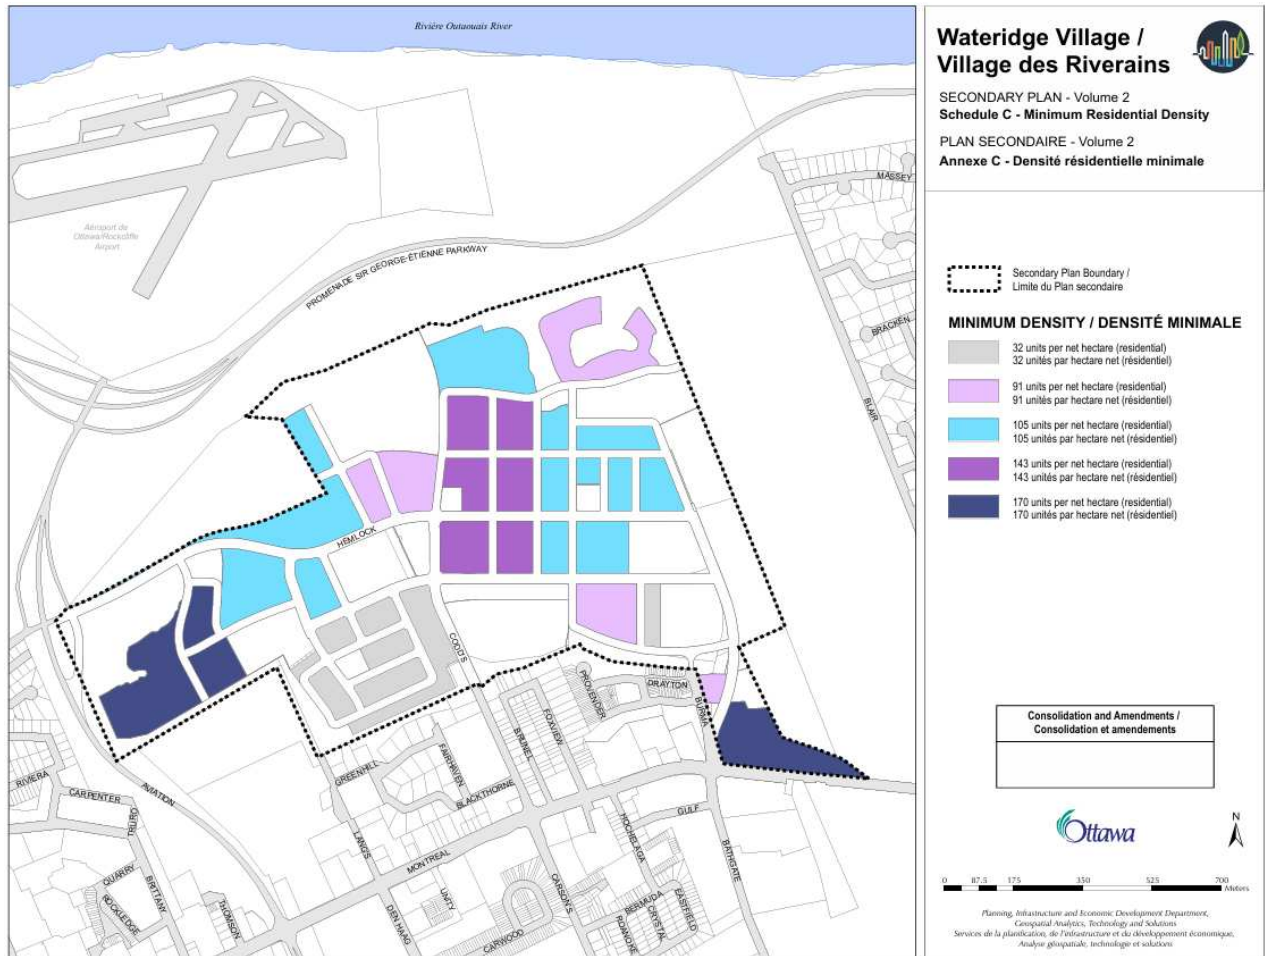 Rivière Outaouais River
Aéroport de
Ottawa/Rockcliffe
Airport
PROMENADE SIR GEORGE-ÉTIENNE PARKWAY
MASSEY
BRACKEN
BLAIR
HEMLOCK
CODD'S
PROVENDER
DRAYTON
BURMA
FOXVIEW
BRUNEL
FAIRHAVEN
GREENHILL
BLACKTHORNE
RIVIERA
CARPENTER
AVIATION
TRURO
LANG'S
MONTREAL
GULF
HOCHELAGA
BATHGATE
QUARRY
BRITTANY
ROCKLEDGE
THOMSON
DEN HAAG
UNITY
CARWOOD
CARSON'S
BERMUDA
CRYSTAL
EASTFIELD
ROANOKE
Wateridge Village /
Village des Riverains
SECONDARY PLAN - Volume 2
Schedule C - Minimum Residential Density
PLAN SECONDAIRE - Volume 2
Annexe C - Densité résidentielle minimale
Secondary Plan Boundary /
Limite du Plan secondaire
MINIMUM DENSITY / DENSITÉ MINIMALE
32 units per net hectare (residential)
32 unités par hectare net (résidentiel)
91 units per net hectare (residential)
91 unités par hectare net (résidentiel)
105 units per net hectare (residential)
105 unités par hectare net (résidentiel)
143 units per net hectare (residential)
143 unités par hectare net (résidentiel)
170 units per net hectare (residential)
170 unités par hectare net (résidentiel)
Consolidation and Amendments /
Consolidation et amendements
Ottawa
N
0 87.5 175 350 525 700
Meters
Planning, Infrastructure and Economic Development Department,
Geospatial Analytics, Technology and Solutions
Services de la planification, de l'infrastructure et du développement économique,
Analyse géospatiale, technologie et solutions